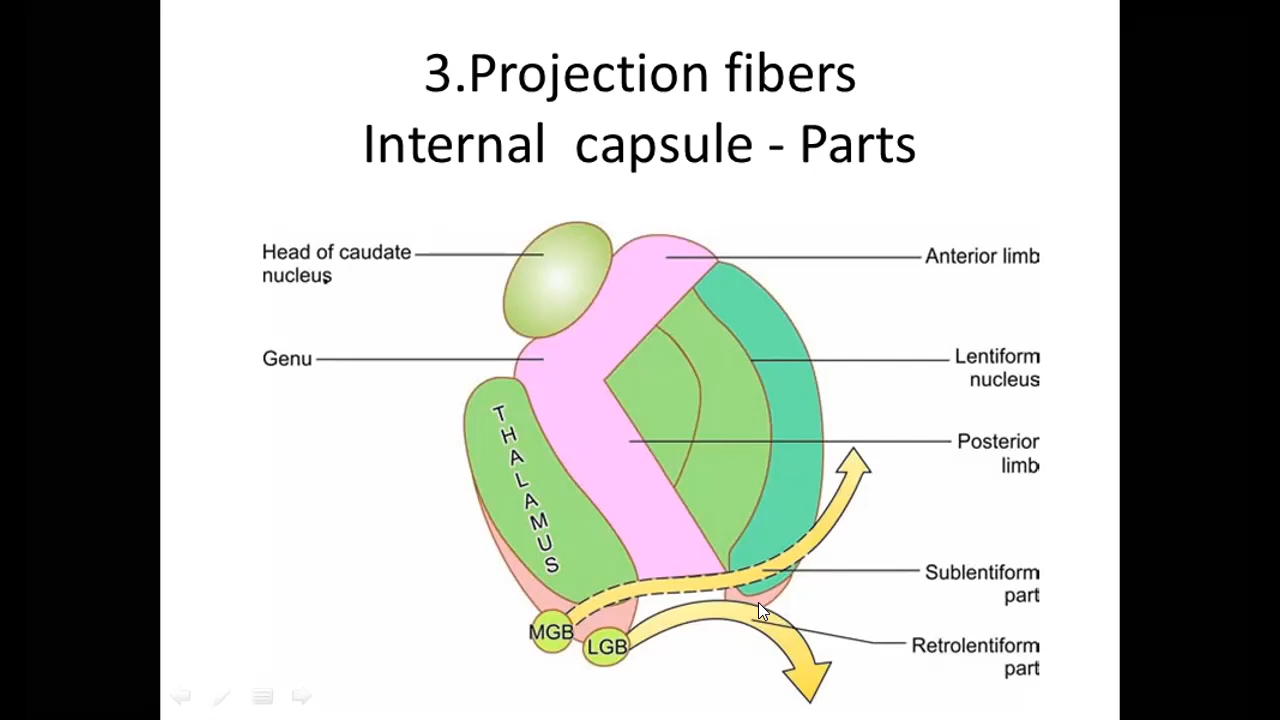 3.Projection fibers
Internal capsule - Parts
Head of caudate
nucleus
Anterior limb
Genu
Lentiform
nucleus
THALAMUS
Posterior
limb
Sublentiform
part
MGB
LGB
Retrolentiform
part